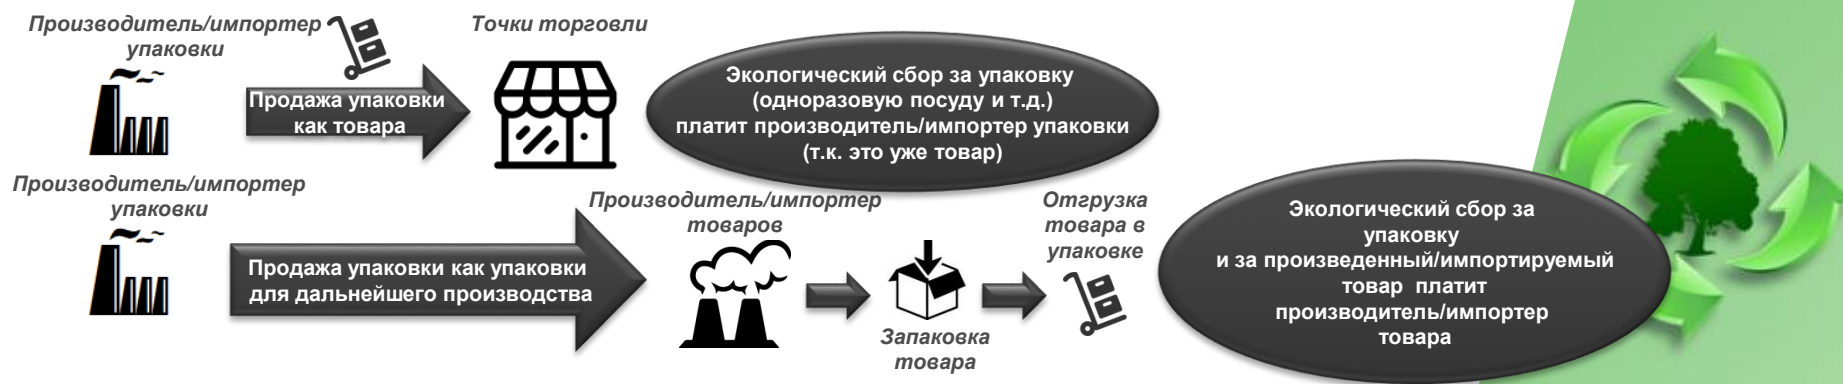 Производитель/импортер
упаковки
Продажа упаковки
как товара
Точки торговли
Экологический сбор за упаковку
(одноразовую посуду и т.д.)
платит производитель/импортер упаковки
(т.к. это уже товар)
Производитель/импортер
упаковки
Продажа упаковки как упаковки
для дальнейшего производства
Производитель/импортер
товаров
Запаковка
товара
Отгрузка
товара в
упаковке
Экологический сбор за
упаковку
и за произведенный/импортируемый
товар платит
производитель/импортер
товара